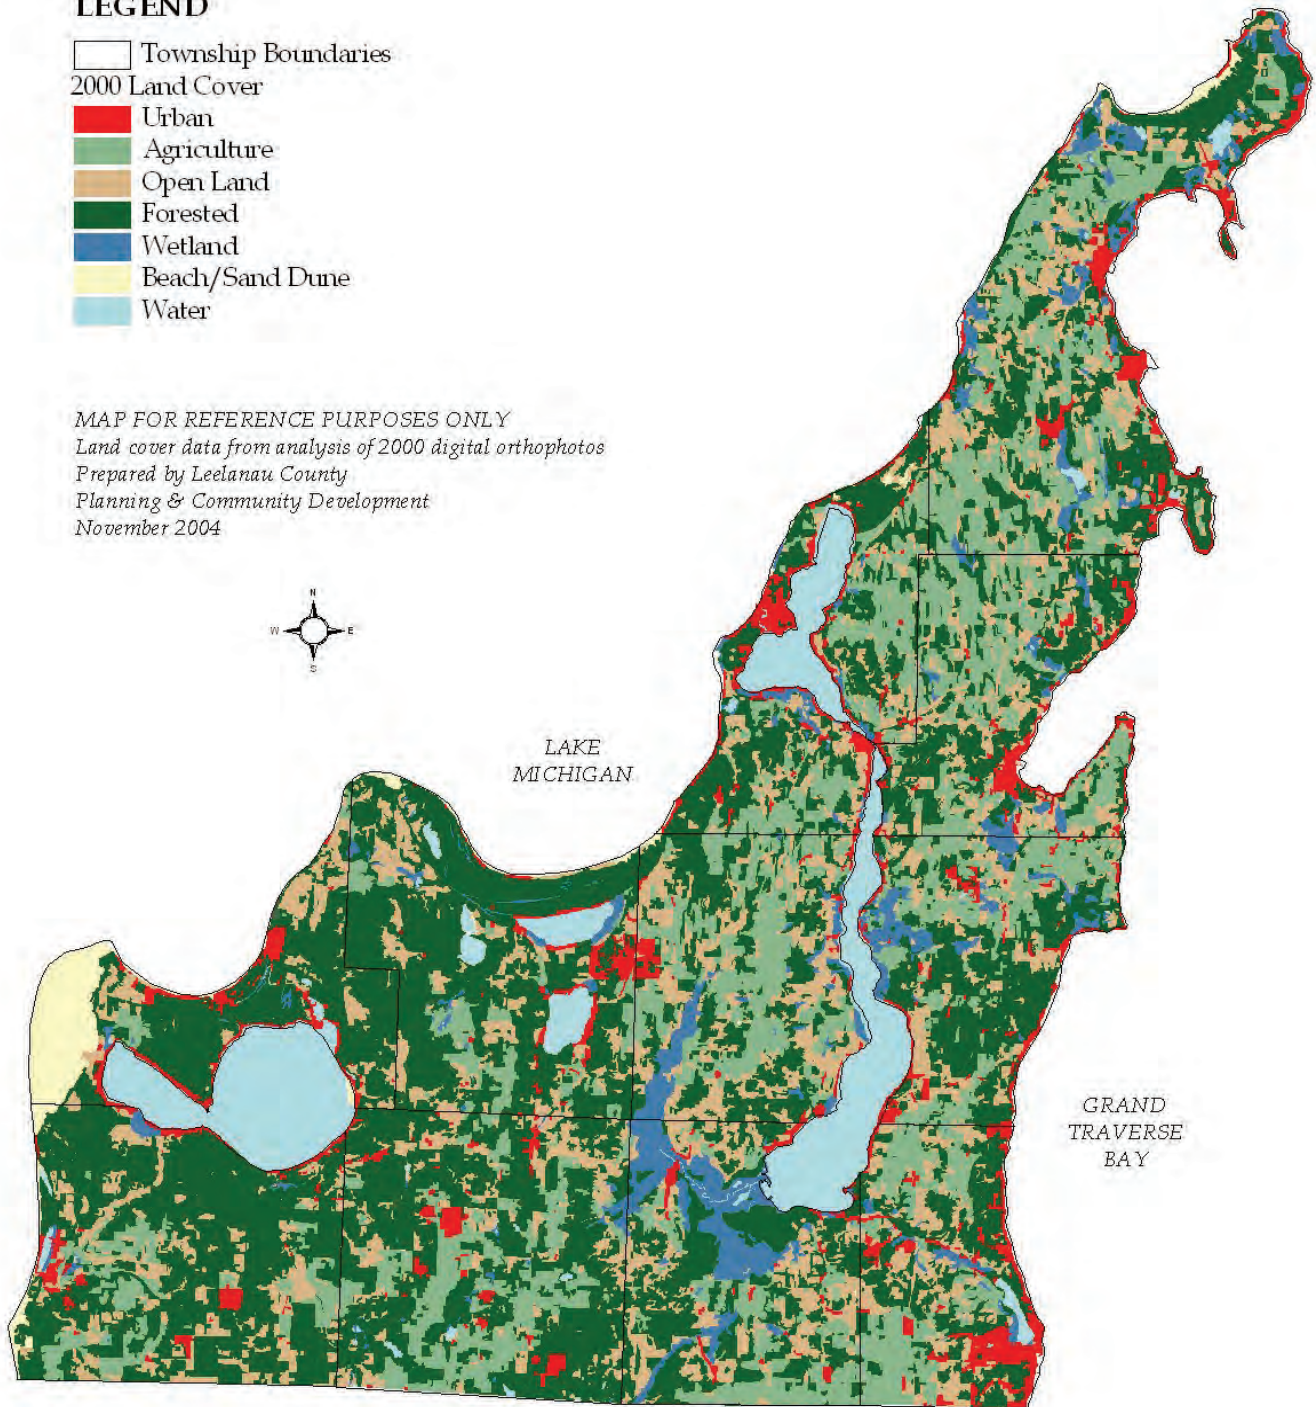 LEGEND
Township Boundaries
2000 Land Cover
Urban
Agriculture
Open Land
Forested
Wetland
Beach/Sand Dune
Water
MAP FOR REFERENCE PURPOSES ONLY
Land cover data from analysis of 2000 digital orthophotos
Prepared by Leelanau County
Planning & Community Development
November 2004
N
W E
S
LAKE
MICHIGAN
GRAND
TRAVERSE
BAY